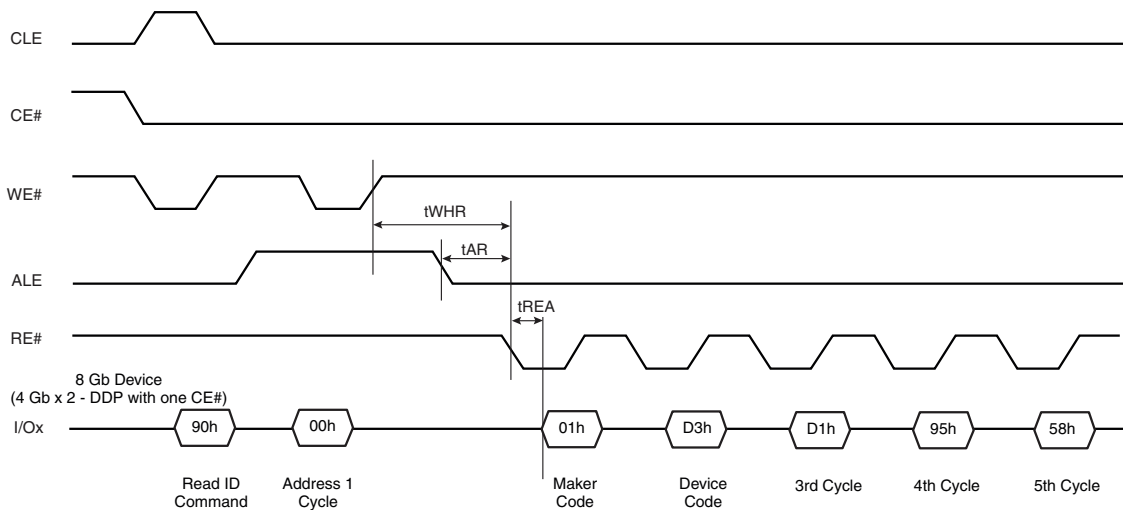 CLE
CE#
WE#
tWHR
tAR
ALE
tREA
RE#
8 Gb Device
(4 Gb x 2 - DDP with one CE#)
I/Ox 90h 00h 01h D3h D1h 95h 58h
Read ID Command
Address 1 Cycle
Maker Code
Device Code
3rd Cycle
4th Cycle
5th Cycle